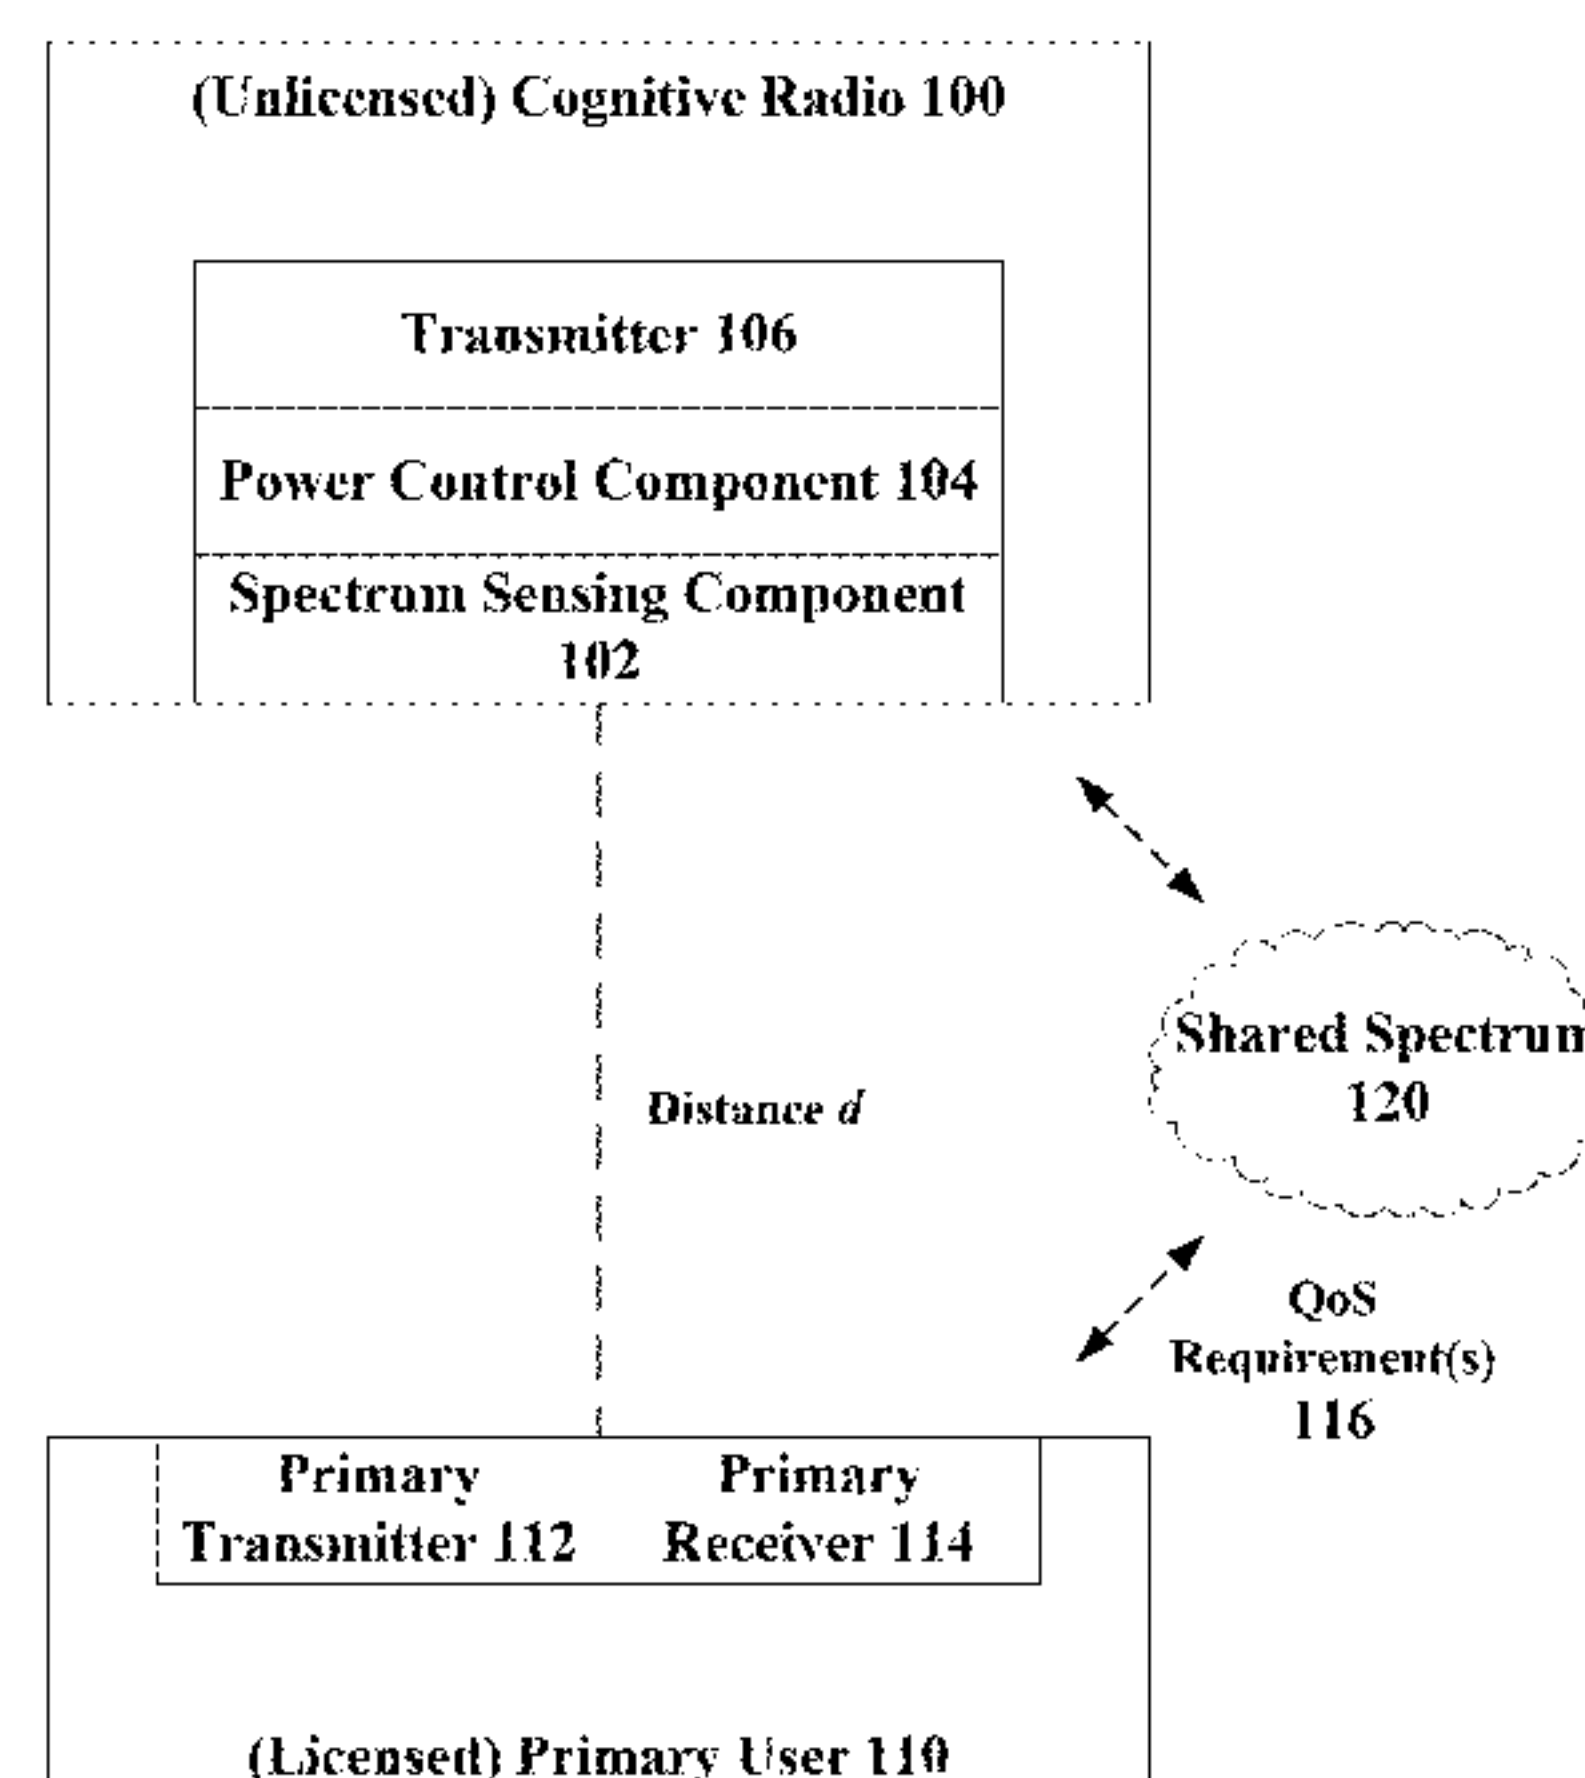 (Unlicensed) Cognitive Radio 100
Transmitter 106
Power Control Component 104
Spectrum Sensing Component
102
Distance d
Shared Spectrum
120
QoS
Requirement(s)
116
Primary
Transmitter 112
Primary
Receiver 114
(Licensed) Primary User 110